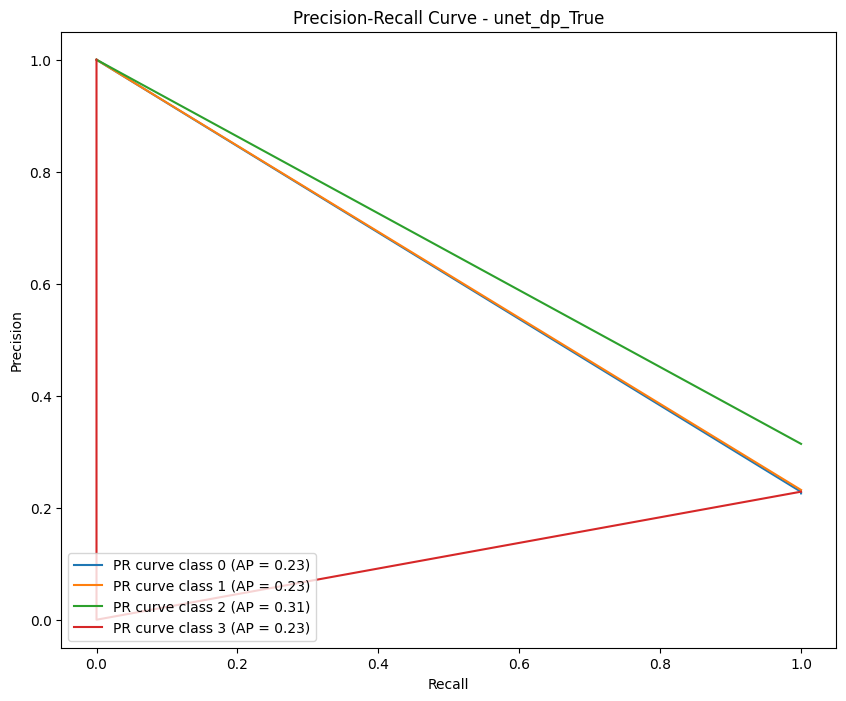 Precision-Recall Curve - unet_dp_True
1.0
0.8
0.6
0.4
0.2
0.0
Precision
PR curve class 0 (AP = 0.23)
PR curve class 1 (AP = 0.23)
PR curve class 2 (AP = 0.31)
PR curve class 3 (AP = 0.23)
0.0 0.2 0.4 0.6 0.8 1.0
Recall